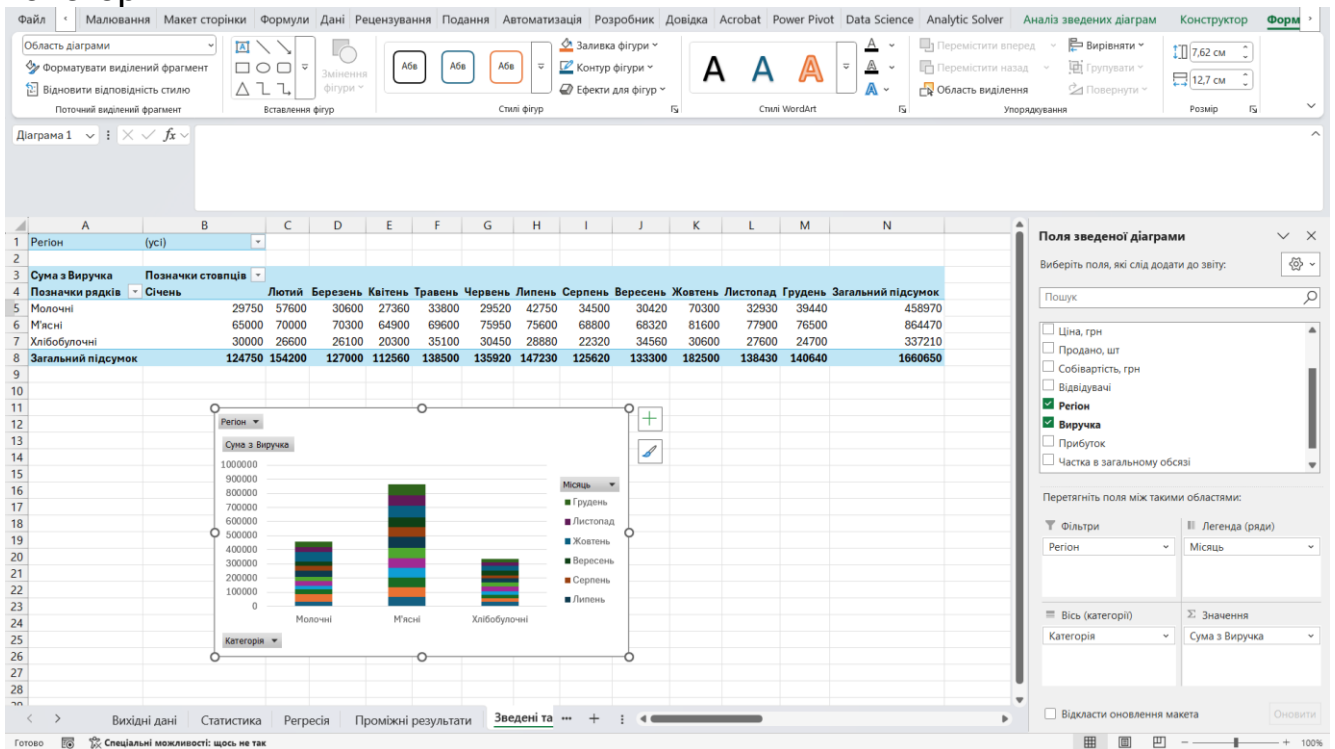 Файл Малювання Макет сторінки Формули Дані Рецензування Подання Автоматизація Розробник Довідка Acrobat Power Pivot Data Science Analytic Solver Аналіз зведених діаграм Конструктор Форм
Область діаграми
Форматувати виділений фрагмент
Відновити відповідність стилю
Поточний виділений фрагмент
Змінення фігури
Вставлення фігур
Абв Абв Абв
Заливка фігури
Контур фігури
Ефекти для фігур
Стилі фігур
А А А
Стилі WordArt
Перемістити вперед
Перемістити назад
Область виділення
Вирівняти
Групувати
Повернути
Упорядкування
7,62 см
12,7 см
Розмір
Діаграма 1 fx
A B C D E F G H I J K L M N
1 Регіон (усі)
2
3 Сума з Виручка Позначки стовпців
4 Позначки рядків Січень Лютий Березень Квітень Травень Червень Липень Серпень Вересень Жовтень Листопад Грудень Загальний підсумок
5 Молочні 29750 57600 30600 27360 33800 29520 42750 34500 30420 70300 32930 39440 458970
6 М'ясні 65000 70000 70300 64900 69600 75950 75600 68800 68320 81600 77900 76500 864470
7 Хлібобулочні 30000 26600 26100 20300 35100 30450 28880 22320 34560 30600 27600 24700 337210
8 Загальний підсумок 124750 154200 127000 112560 138500 135920 147230 125620 133300 182500 138430 140640 1660650
9
10
11
12
13
14
15
16
17
18
19
20
21
22
23
24
25
26
27
28
Регіон
Сума з Виручка
1000000
900000
800000
700000
600000
500000
400000
300000
200000
100000
0
Молочні М'ясні Хлібобулочні
Категорія
Місяць
Грудень
Листопад
Жовтень
Вересень
Серпень
Липень
Поля зведеної діаграми
Виберіть поля, які слід додати до звіту:
Пошук
Ціна, грн
Продано, шт
Собівартість, грн
Відвідувачі
Регіон
Виручка
Прибуток
Частка в загальному обсязі
Перетягніть поля між такими областями:
Фільтри Легенда (ряди)
Регіон Місяць
Вісь (категорії) Значення
Категорія Сума з Виручка
Відкласти оновлення макета Оновити
Вихідні дані Статистика Регресія Проміжні результати Зведені та
Готово Спеціальні можливості: щось не так 100%